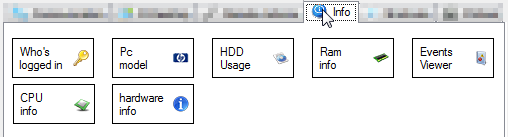 Info
Who's
logged in
Pc
model
HDD
Usage
Ram
info
Events
Viewer
CPU
info
hardware
info